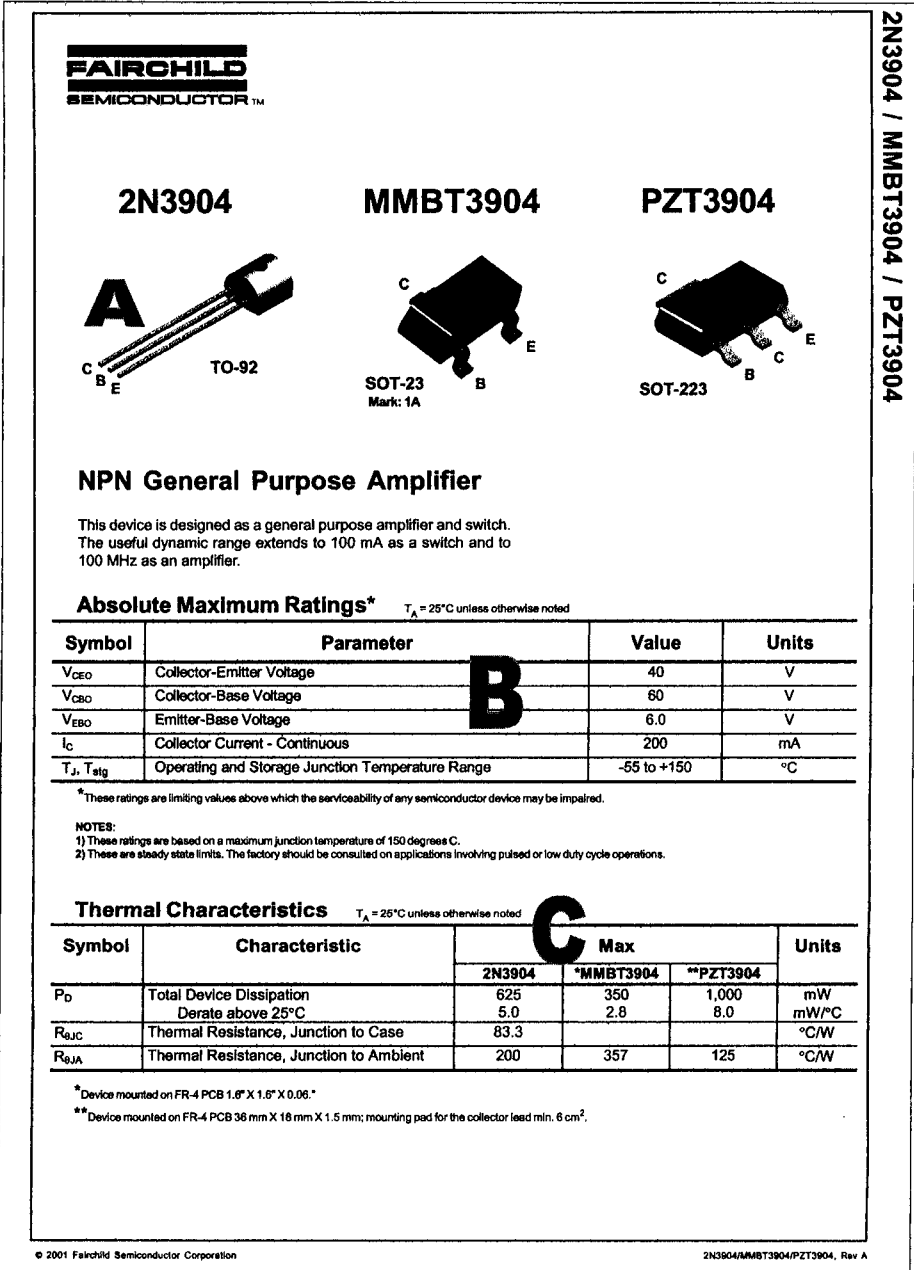 FAIRCHILD
SEMICONDUCTOR TM
2N3904 / MMBT3904 / PZT3904
2N3904
MMBT3904
PZT3904
A
C
B
E
TO-92
C
E
B
SOT-23
Mark: 1A
C
E
C
B
SOT-223
NPN General Purpose Amplifier
This device is designed as a general purpose amplifier and switch.
The useful dynamic range extends to 100 mA as a switch and to
100 MHz as an amplifier.
Absolute Maximum Ratings* TA = 25°C unless otherwise noted
Symbol Parameter Value Units
B
VCEO Collector-Emitter Voltage 40 V
VCBO Collector-Base Voltage 60 V
VEBO Emitter-Base Voltage 6.0 V
IC Collector Current - Continuous 200 mA
TJ, Tstg Operating and Storage Junction Temperature Range -55 to +150 °C
*These ratings are limiting values above which the serviceability of any semiconductor device may be impaired.
NOTES:
1) These ratings are based on a maximum junction temperature of 150 degrees C.
2) These are steady state limits. The factory should be consulted on applications involving pulsed or low duty cycle operations.
Thermal Characteristics TA = 25°C unless otherwise noted
C
Symbol Characteristic Max Units
2N3904 *MMBT3904 **PZT3904
PD Total Device Dissipation 625 350 1,000 mW
Derate above 25°C 5.0 2.8 8.0 mW/°C
RθJC Thermal Resistance, Junction to Case 83.3 °C/W
RθJA Thermal Resistance, Junction to Ambient 200 357 125 °C/W
*Device mounted on FR-4 PCB 1.6" X 1.6" X 0.06."
**Device mounted on FR-4 PCB 36 mm X 18 mm X 1.5 mm; mounting pad for the collector lead min. 6 cm².
© 2001 Fairchild Semiconductor Corporation
2N3904/MMBT3904/PZT3904, Rev A